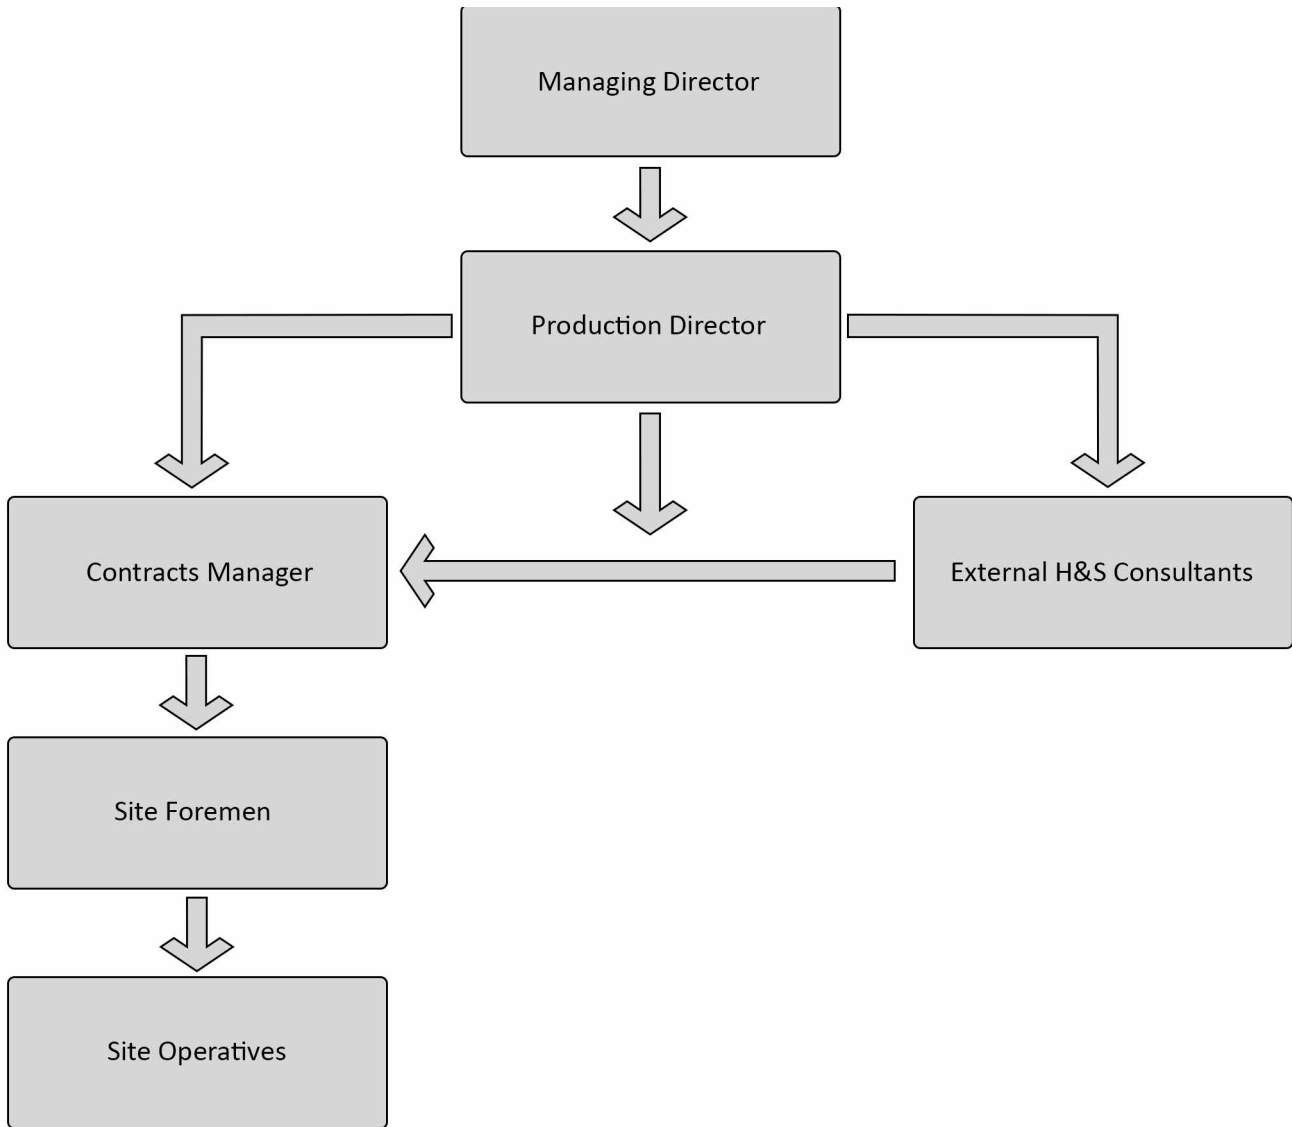 Managing Director
Production Director
Contracts Manager
External H&S Consultants
Site Foremen
Site Operatives